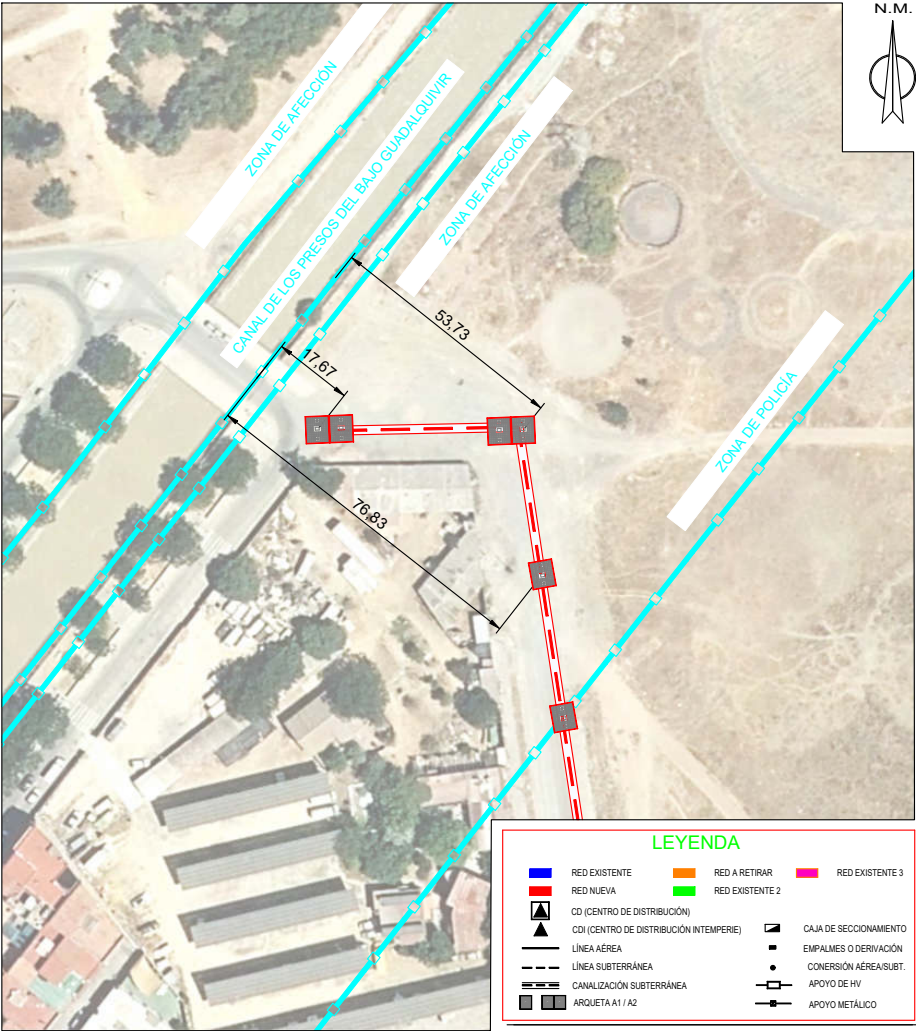 N.M.
ZONA DE AFECCIÓN
CANAL DE LOS PRESOS DEL BAJO GUADALQUIVIR
ZONA DE AFECCIÓN
53,73
17,67
ZONA DE POLICÍA
76,83
LEYENDA
RED EXISTENTE
RED A RETIRAR
RED EXISTENTE 3
RED NUEVA
RED EXISTENTE 2
CD (CENTRO DE DISTRIBUCIÓN)
CDI (CENTRO DE DISTRIBUCIÓN INTEMPERIE)
CAJA DE SECCIONAMIENTO
LÍNEA AÉREA
EMPALMES O DERIVACIÓN
LÍNEA SUBTERRÁNEA
CONERSIÓN AÉREA/SUBT.
CANALIZACIÓN SUBTERRÁNEA
APOYO DE HV
ARQUETA A1 / A2
APOYO METÁLICO